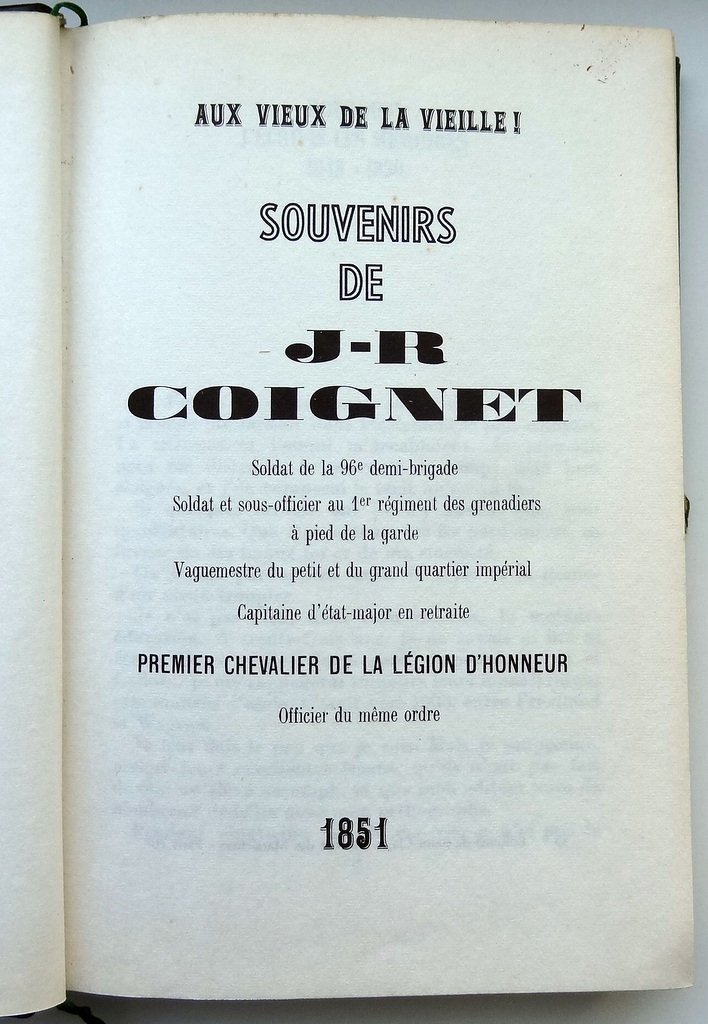 AUX VIEUX DE LA VIEILLE!
SOUVENIRS
DE
J-R
COIGNET
Soldat de la 96e demi-brigade
Soldat et sous-officier au 1er régiment des grenadiers
à pied de la garde
Vaguemestre du petit et du grand quartier impérial
Capitaine d'état-major en retraite
PREMIER CHEVALIER DE LA LÉGION D'HONNEUR
Officier du même ordre
1851